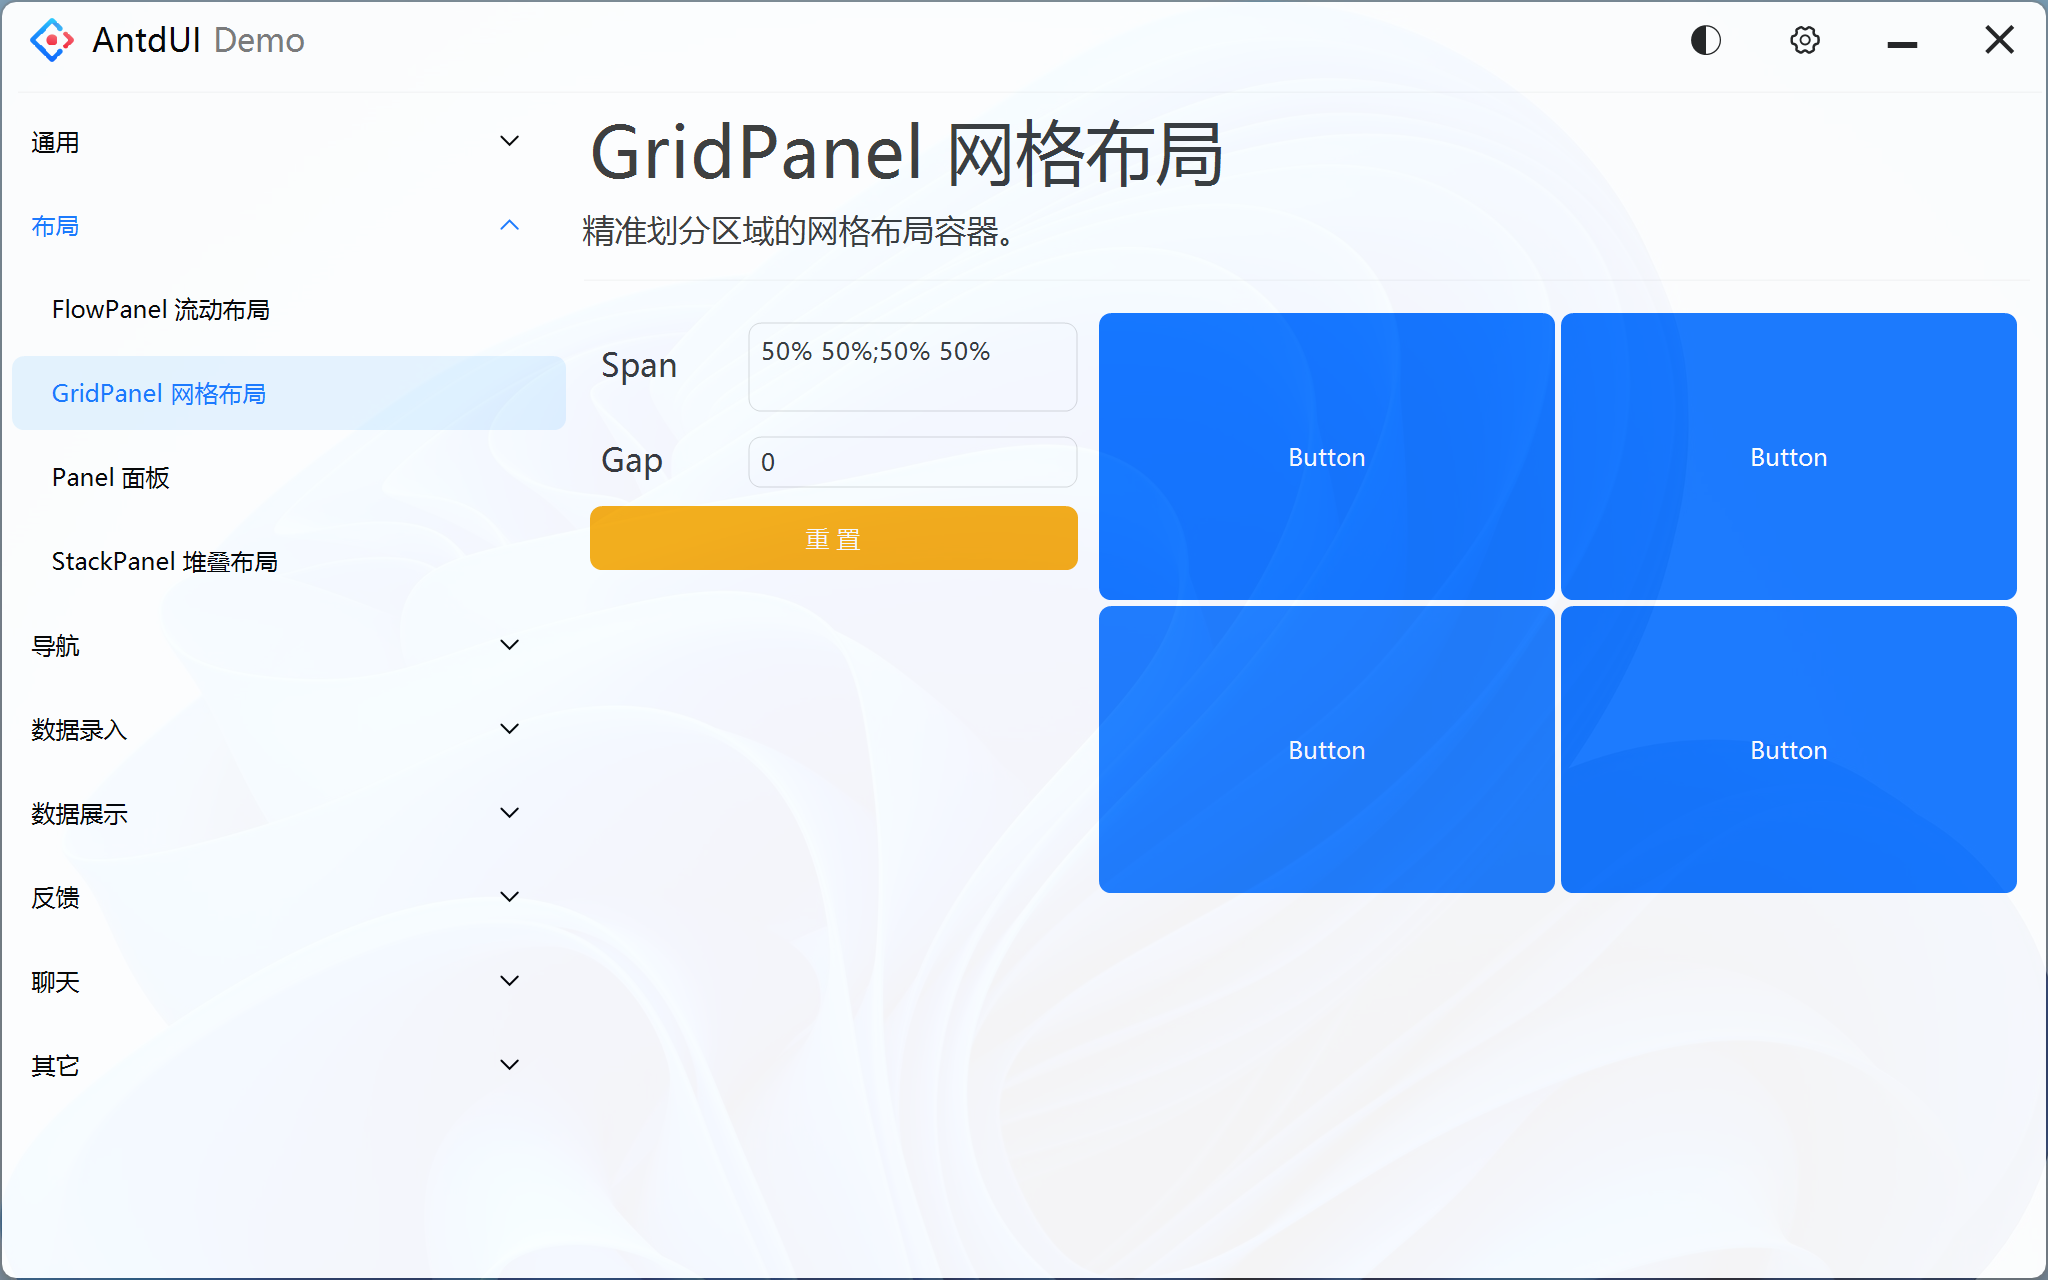 AntdUI Demo
通用
布局
FlowPanel 流动布局
GridPanel 网格布局
Panel 面板
StackPanel 堆叠布局
导航
数据录入
数据展示
反馈
聊天
其它
GridPanel 网格布局
精准划分区域的网格布局容器。
Span
50% 50%;50% 50%
Gap
0
重置
Button
Button
Button
Button